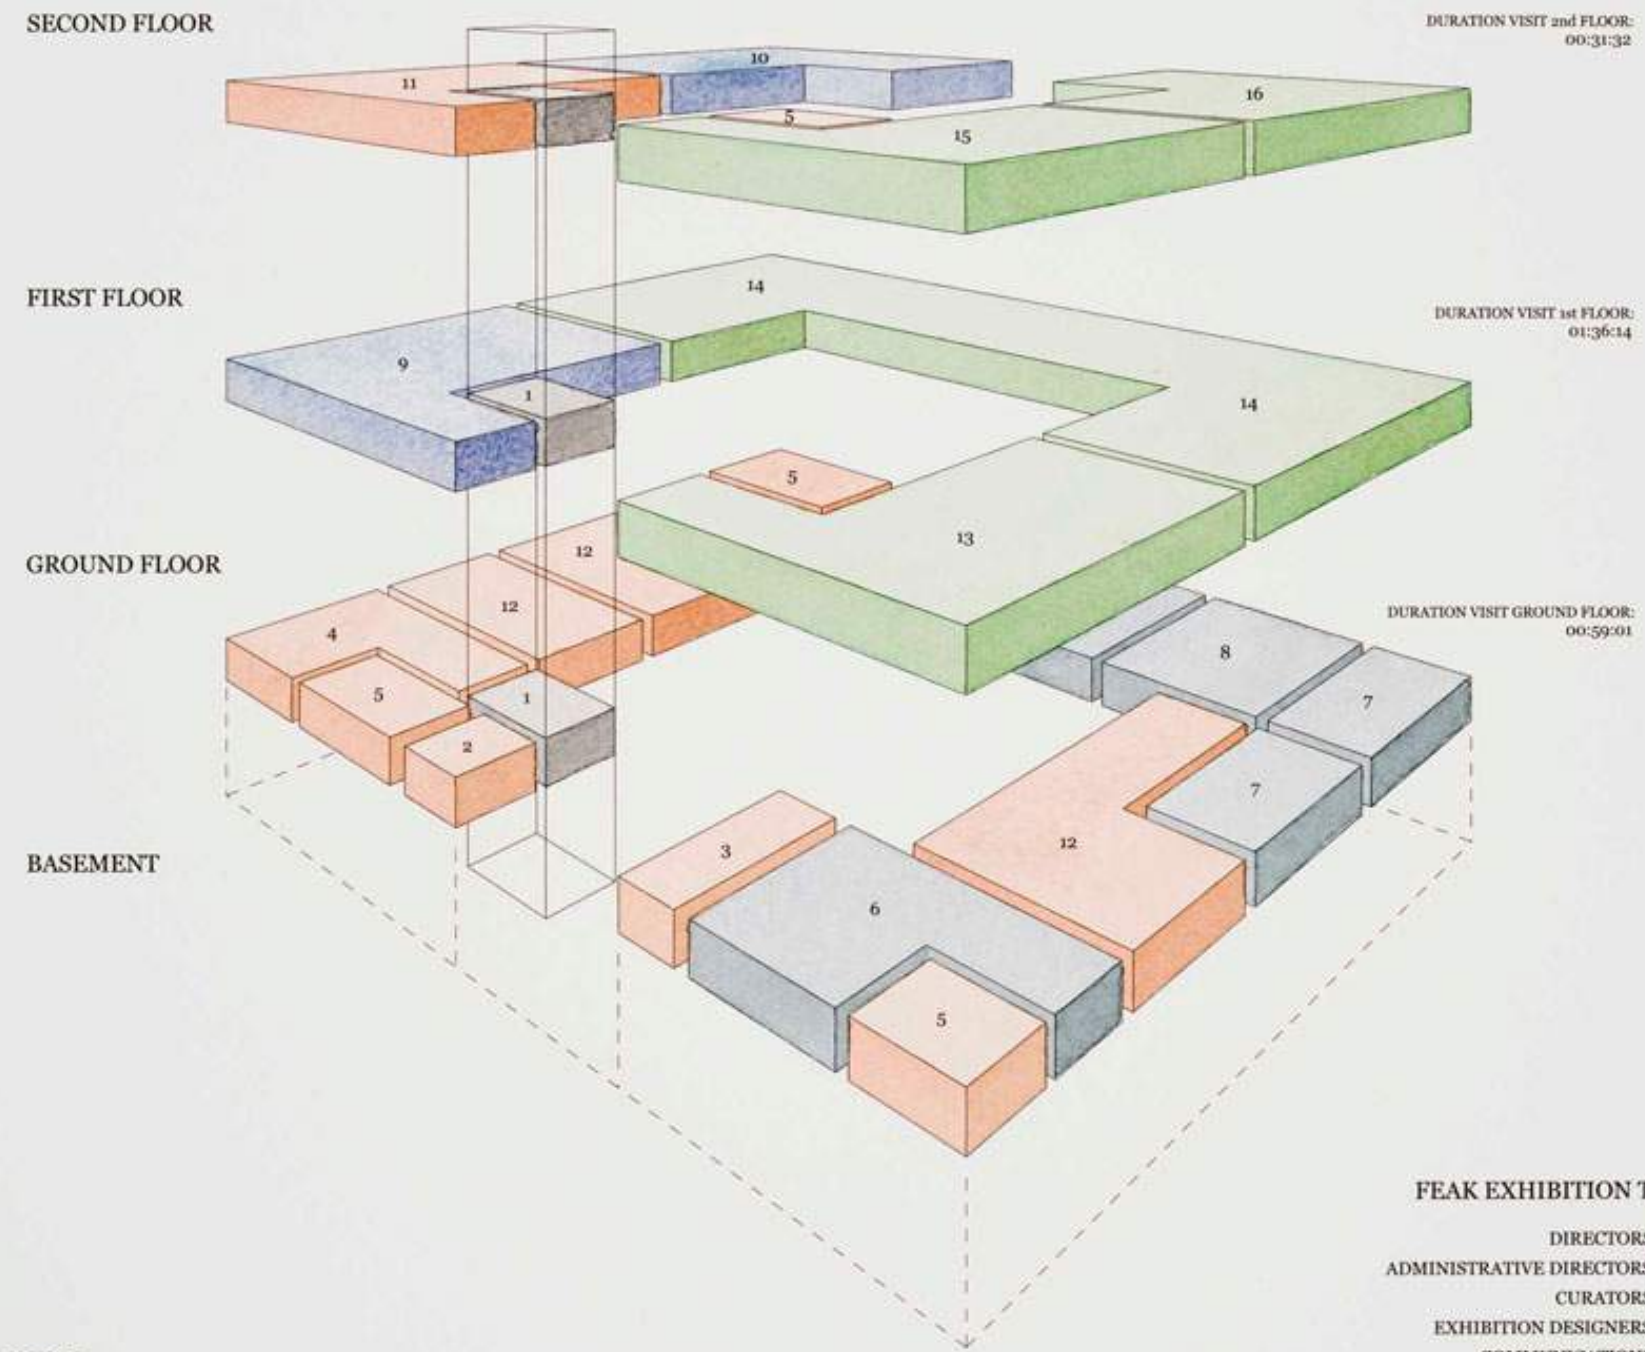 SECOND FLOOR
DURATION VISIT 2nd FLOOR:
00:31:32
10
11
16
5
15
FIRST FLOOR
14
DURATION VISIT 1st FLOOR:
01:36:14
9
1
14
5
13
GROUND FLOOR
12
12
DURATION VISIT GROUND FLOOR:
00:59:01
4
8
5
1
7
2
7
BASEMENT
3
12
6
5
FEAK EXHIBITION T
DIRECTORS
ADMINISTRATIVE DIRECTORS
CURATORS
EXHIBITION DESIGNERS